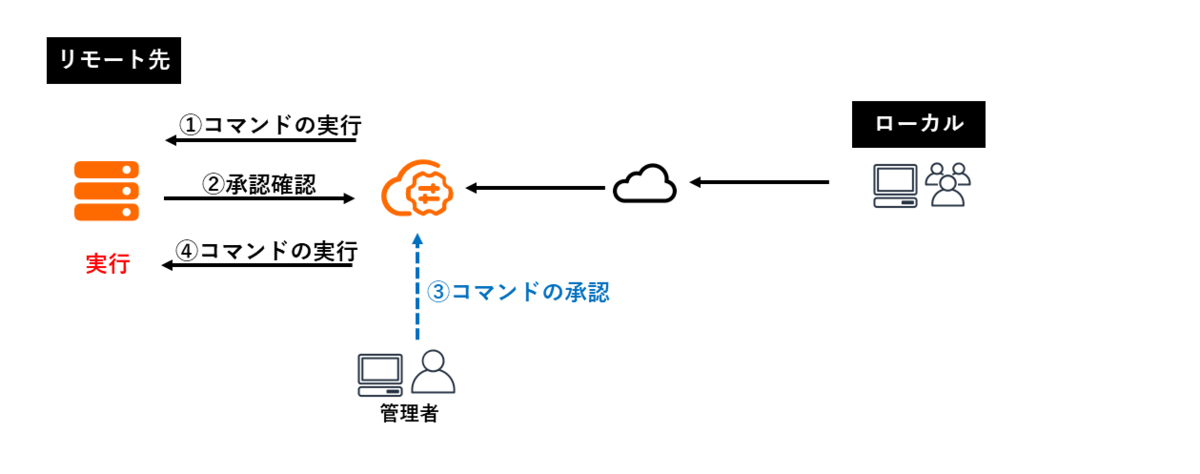 リモート先
①コマンドの実行
ローカル
②承認確認
④コマンドの実行
実行
③コマンドの承認
管理者